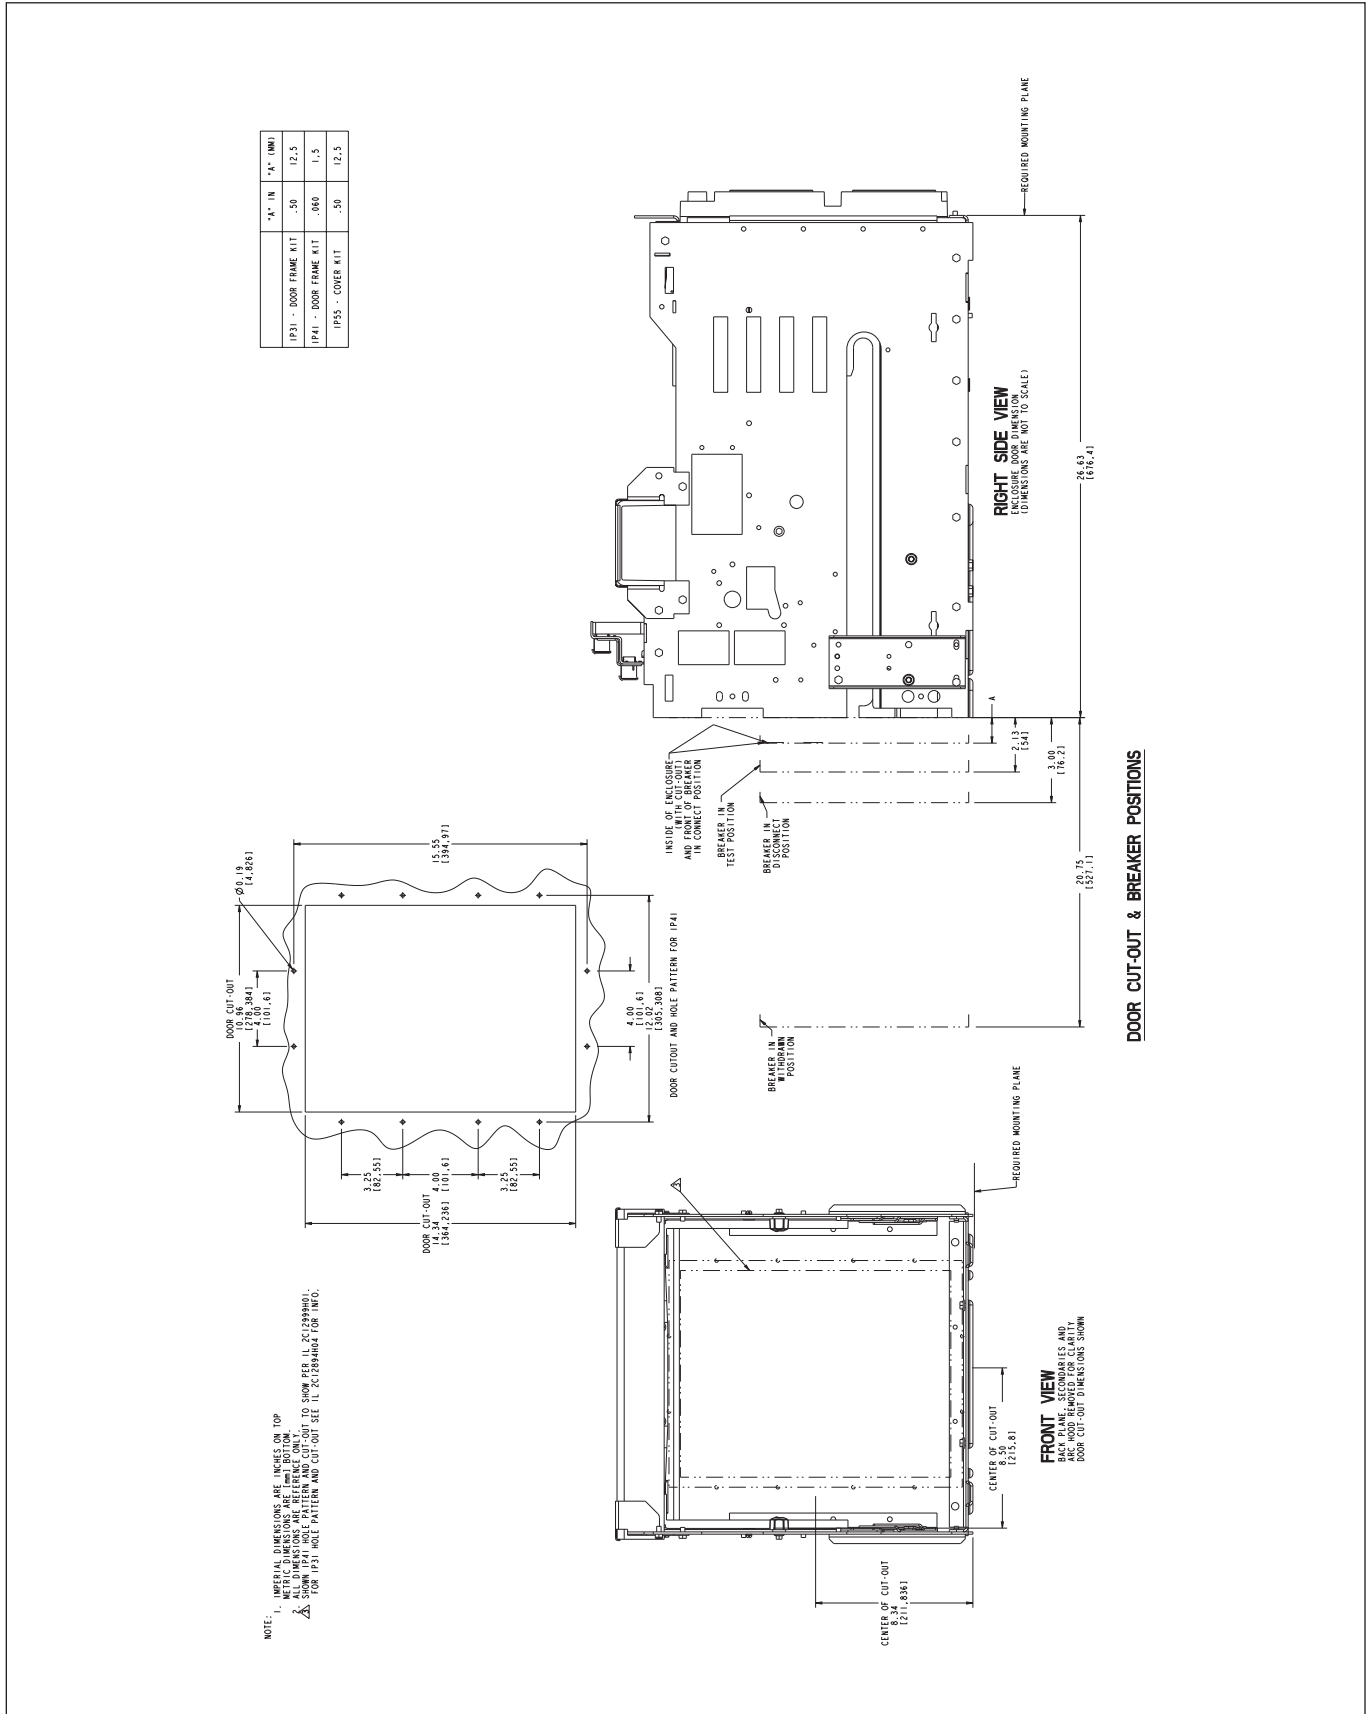 NOTE:
1. IMPERIAL DIMENSIONS ARE INCHES ON TOP
METRIC DIMENSIONS ARE [mm] BOTTOM.
2. ALL DIMENSIONS ARE REFERENCE ONLY.
3 SHOWN IP41 HOLE PATTERN AND CUT-OUT TO SHOW PER IL 2C12999H01.
FOR IP31 HOLE PATTERN AND CUT-OUT SEE IL 2C12894H04 FOR INFO.
DOOR CUT-OUT
10.96
[278,384]
4.00
[101,6]
Ø0.19
[4,826]
15.55
[394,97]
DOOR CUT-OUT
14.34
[364,236]
3.25
[82,55]
4.00
[101,6]
3.25
[82,55]
4.00
[101,6]
12.02
[305,308]
DOOR CUTOUT AND HOLE PATTERN FOR IP41
"A" IN "A" (MM)
IP31 - DOOR FRAME KIT .50 12,5
IP41 - DOOR FRAME KIT .060 1,5
IP55 - COVER KIT .50 12,5
3
REQUIRED MOUNTING PLANE
CENTER OF CUT-OUT
8.34
[211,836]
CENTER OF CUT-OUT
8.50
[215,8]
FRONT VIEW
BACK PLANE, SECONDARIES AND
ARC HOOD REMOVED FOR CLARITY
DOOR CUT-OUT DIMENSIONS SHOWN
INSIDE OF ENCLOSURE
(WITH CUT-OUT)
AND FRONT OF BREAKER
IN CONNECT POSITION
BREAKER IN
TEST POSITION
BREAKER IN
DISCONNECT
POSITION
BREAKER IN
WITHDRAWN
POSITION
A
2.13
[54]
3.00
[76.2]
20.75
[527.1]
26.63
[676,4]
REQUIRED MOUNTING PLANE
RIGHT SIDE VIEW
ENCLOSURE DOOR DIMENSION
(DIMENSIONS ARE NOT TO SCALE)
DOOR CUT-OUT & BREAKER POSITIONS